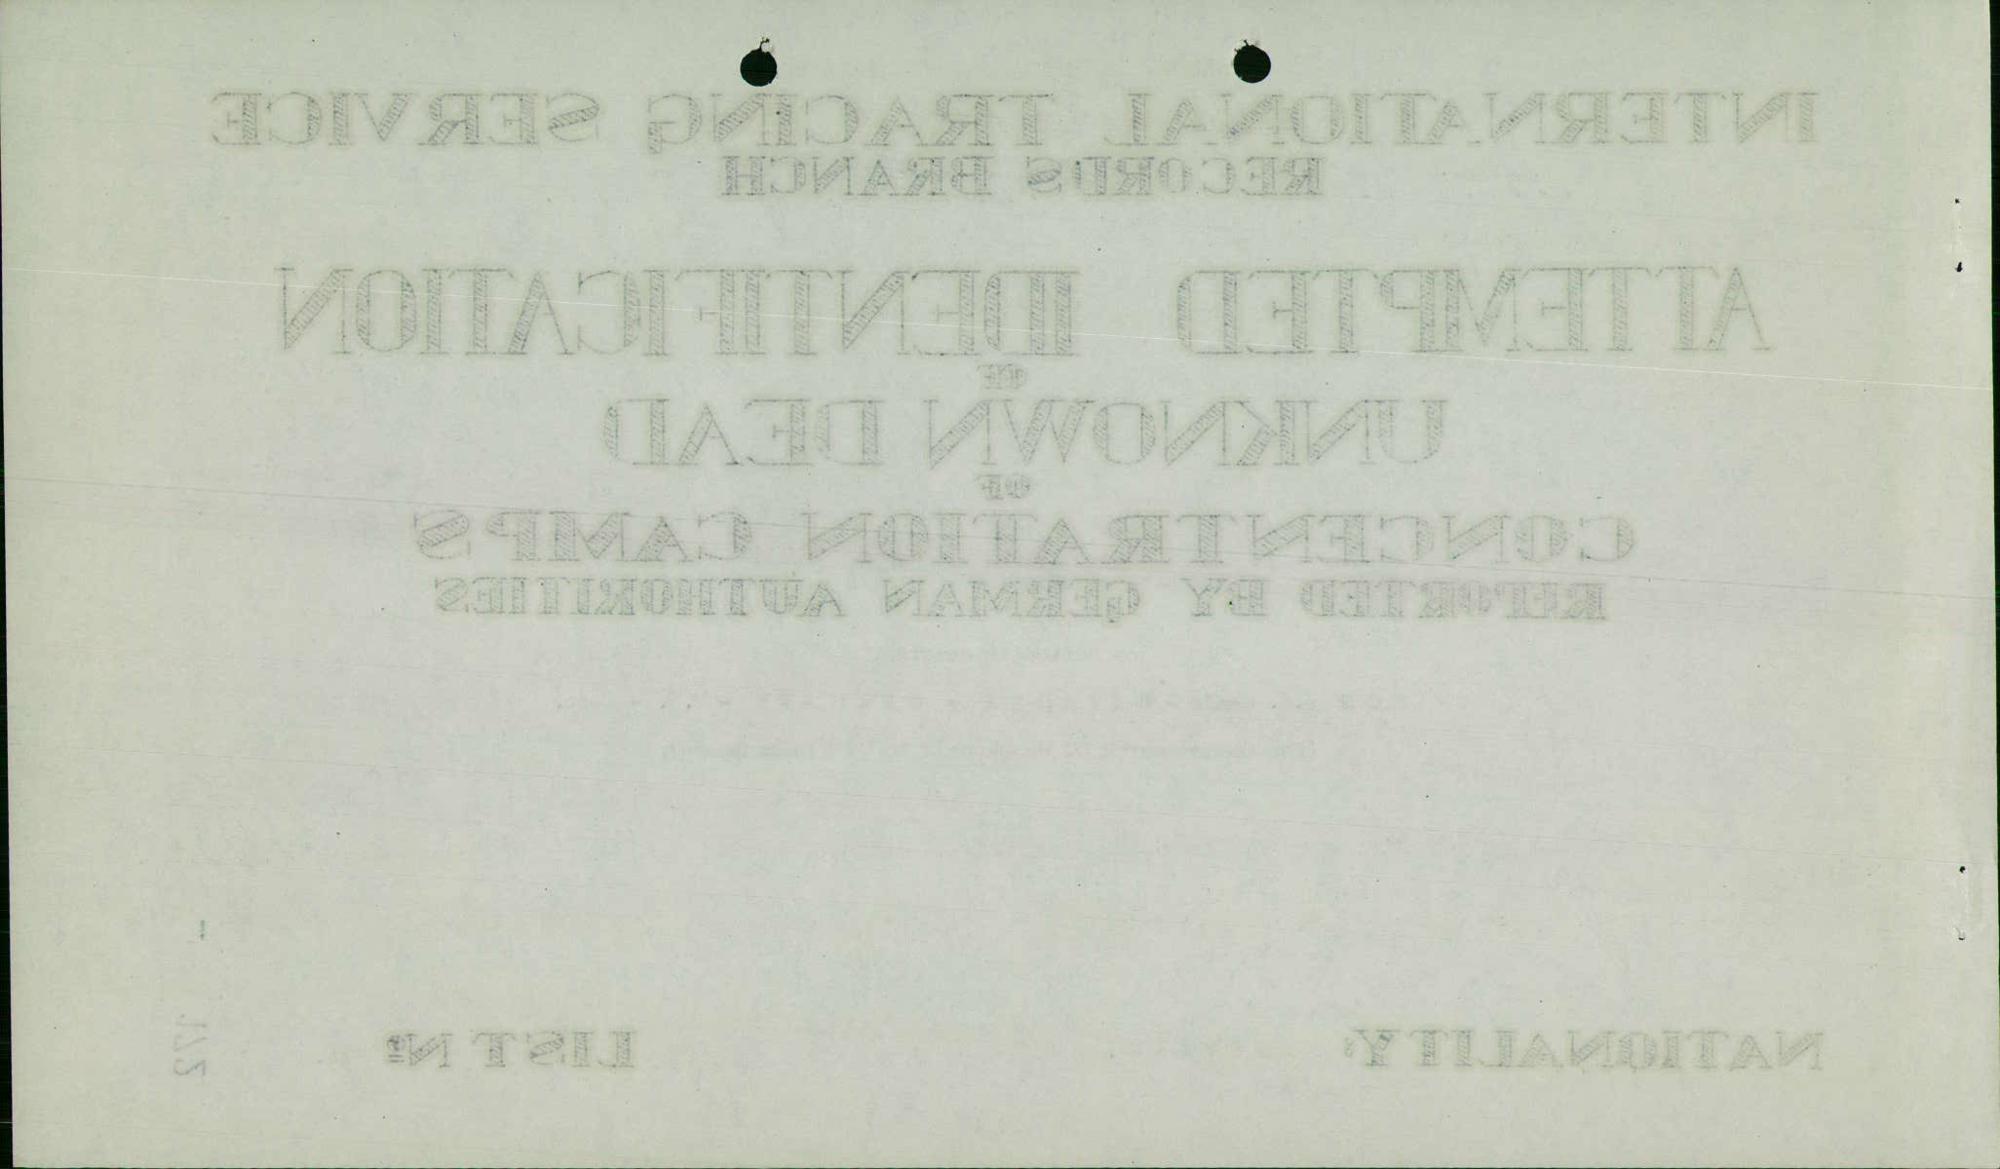 INTERNATIONAL TRACING SERVICE
RECORDS BRANCH
ATTEMPTED IDENTIFICATION
OF
UNKNOWN DEAD
OF
CONCENTRATION CAMPS
REPORTED BY GERMAN AUTHORITIES
NATIONALITY: LIST Nº